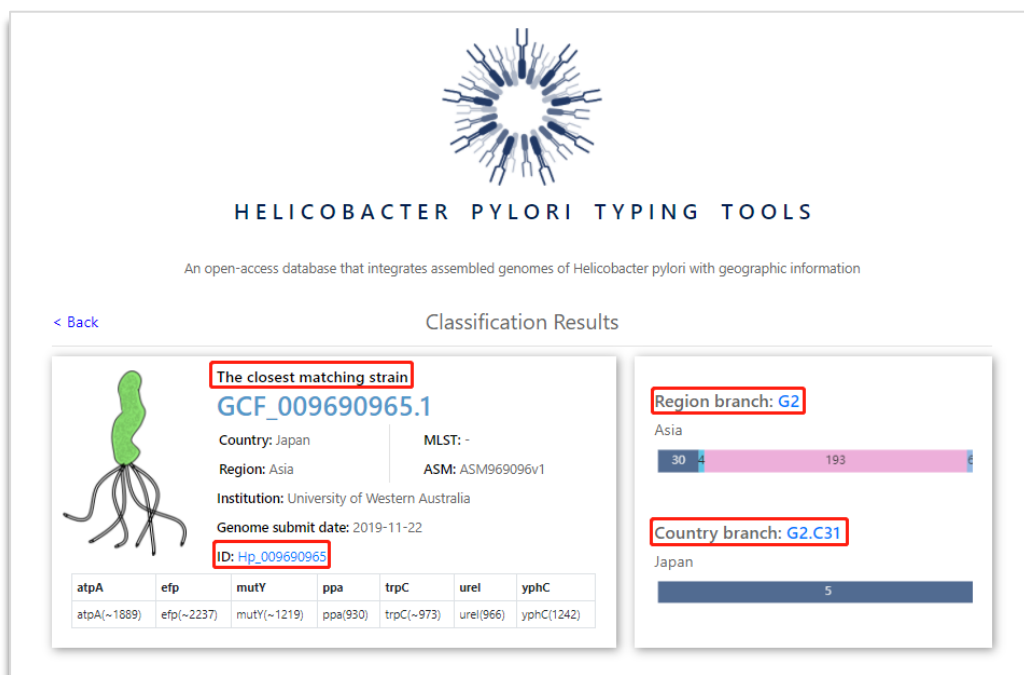 HELICOBACTER PYLORI TYPING TOOLS
An open-access database that integrates assembled genomes of Helicobacter pylori with geographic information
< Back
Classification Results
The closest matching strain
GCF_009690965.1
Country: Japan
MLST: -
Region: Asia
ASM: ASM969096v1
Institution: University of Western Australia
Genome submit date: 2019-11-22
ID: Hp_009690965
atpA efp mutY ppa trpC ureI yphC
atpA(~1889) efp(~2237) mutY(~1219) ppa(930) trpC(~973) ureI(966) yphC(1242)
Region branch: G2
Asia
30 4 193 6
Country branch: G2.C31
Japan
5